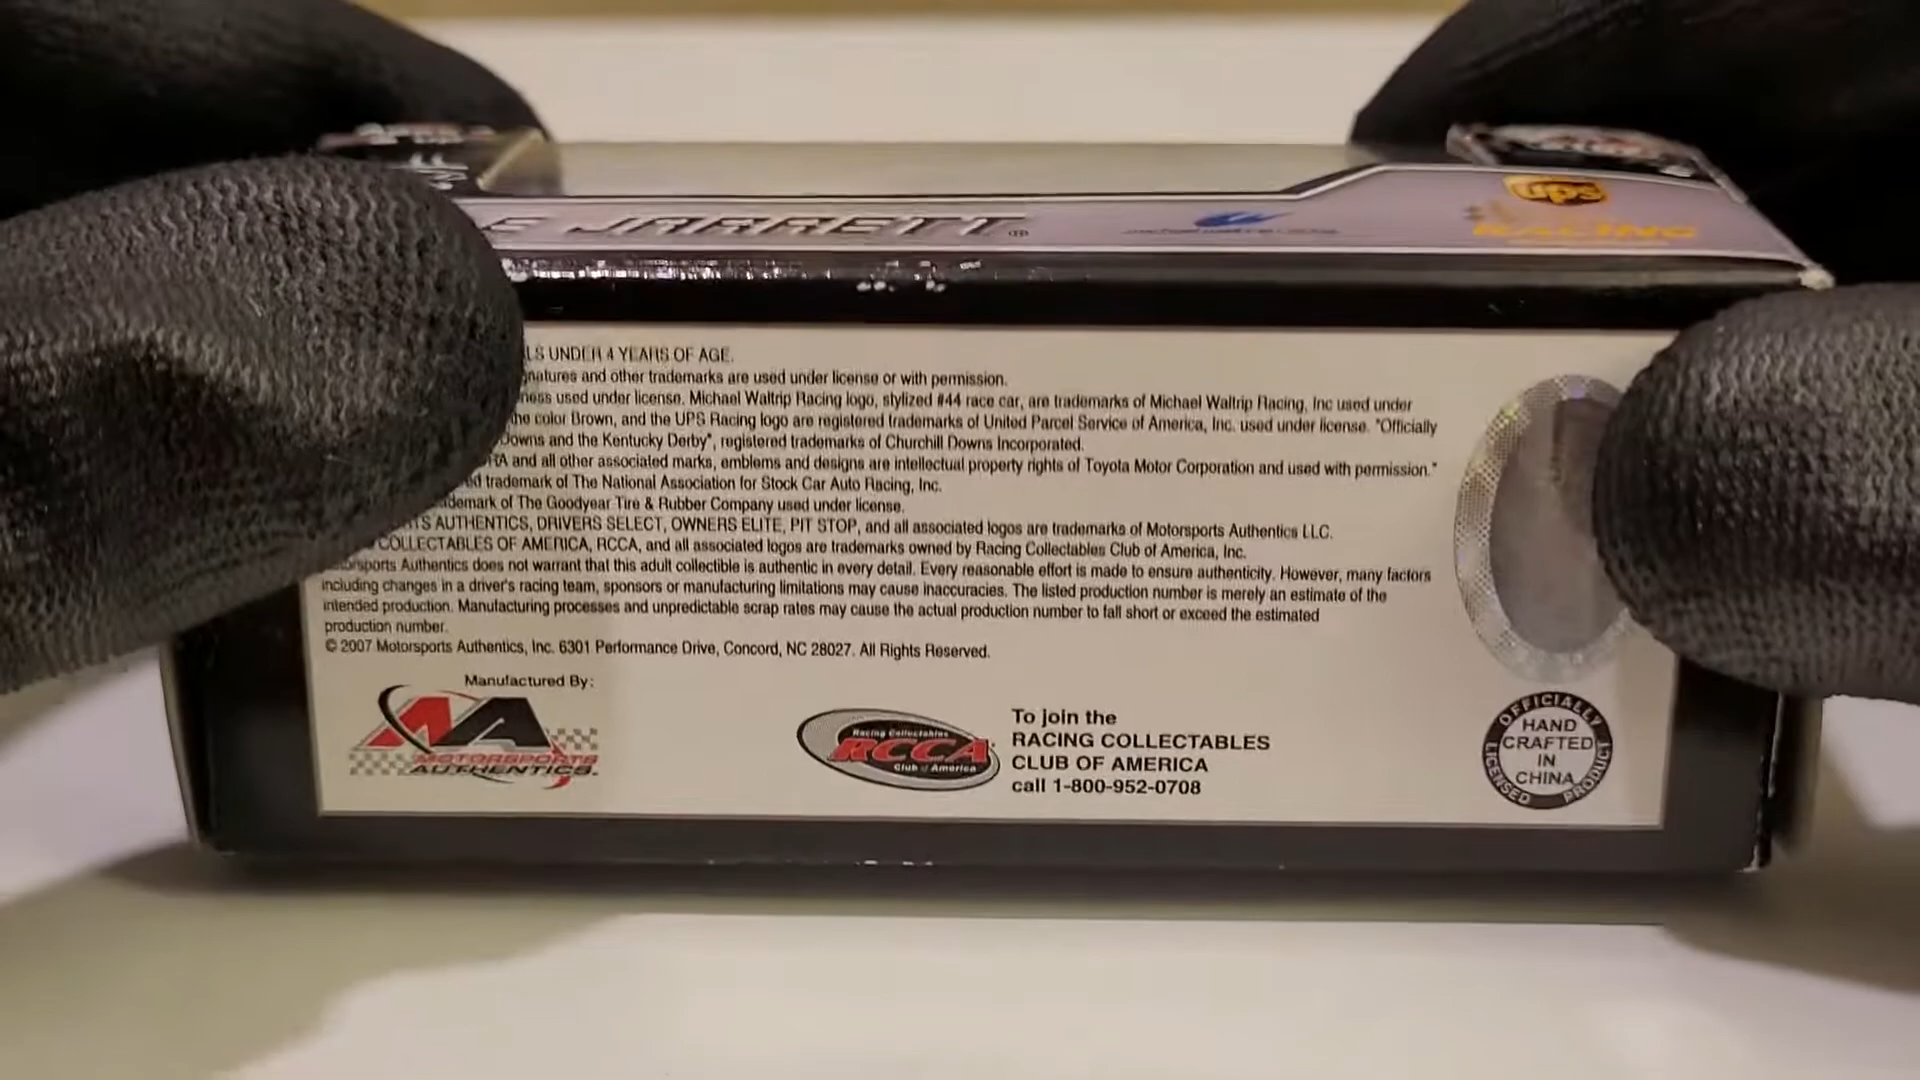 E JARRETT®
ups
RACING
LS UNDER 4 YEARS OF AGE.
gnatures and other trademarks are used under license or with permission.
ness used under license. Michael Waltrip Racing logo, stylized #44 race car, are trademarks of Michael Waltrip Racing, Inc used under
the color Brown, and the UPS Racing logo are registered trademarks of United Parcel Service of America, Inc. used under license. "Officially
Downs and the Kentucky Derby", registered trademarks of Churchill Downs Incorporated.
RA and all other associated marks, emblems and designs are intellectual property rights of Toyota Motor Corporation and used with permission."
ed trademark of The National Association for Stock Car Auto Racing, Inc.
demark of The Goodyear Tire & Rubber Company used under license.
TS AUTHENTICS, DRIVERS SELECT, OWNERS ELITE, PIT STOP, and all associated logos are trademarks of Motorsports Authentics LLC.
COLLECTABLES OF AMERICA, RCCA, and all associated logos are trademarks owned by Racing Collectables Club of America, Inc.
Motorsports Authentics does not warrant that this adult collectible is authentic in every detail. Every reasonable effort is made to ensure authenticity. However, many factors
including changes in a driver's racing team, sponsors or manufacturing limitations may cause inaccuracies. The listed production number is merely an estimate of the
intended production. Manufacturing processes and unpredictable scrap rates may cause the actual production number to fall short or exceed the estimated
production number.
© 2007 Motorsports Authentics, Inc. 6301 Performance Drive, Concord, NC 28027. All Rights Reserved.
Manufactured By:
MA
MOTORSPORTS
AUTHENTICS.
Racing Collectables
RCCA
Club of America
To join the
RACING COLLECTABLES
CLUB OF AMERICA
call 1-800-952-0708
OFFICIALLY
LICENSED
PRODUCT
HAND
CRAFTED
IN
CHINA